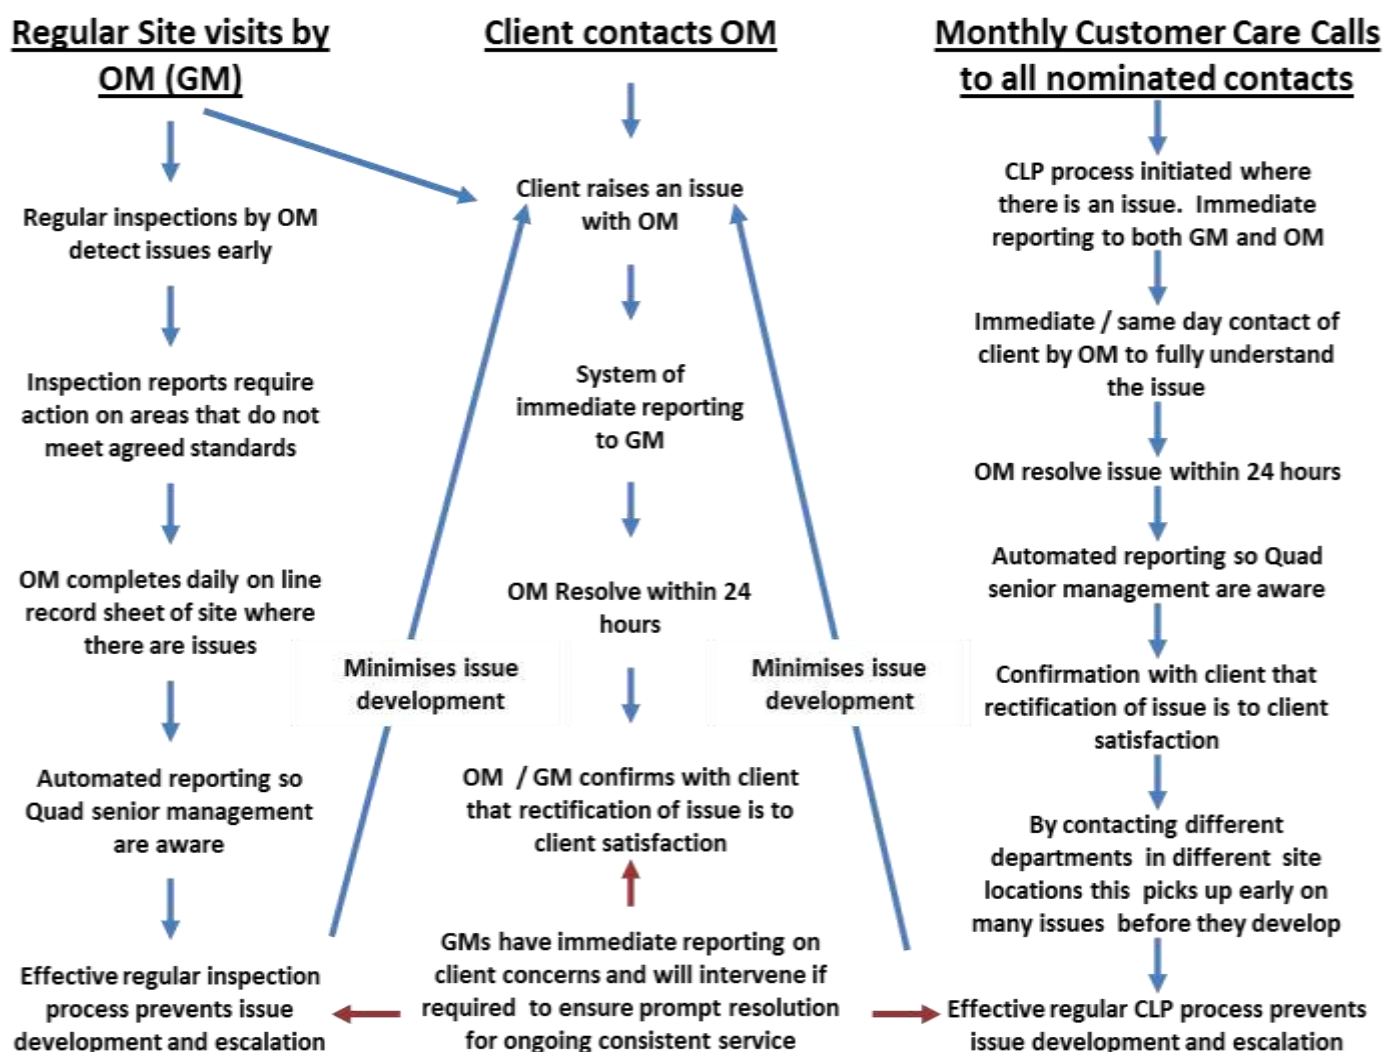 Regular Site visits by
OM (GM)
Regular inspections by OM
detect issues early
Inspection reports require
action on areas that do not
meet agreed standards
OM completes daily on line
record sheet of site where
there are issues
Automated reporting so
Quad senior management
are aware
Effective regular inspection
process prevents issue
development and escalation
Minimises issue
development
Client contacts OM
Client raises an issue
with OM
System of
immediate reporting
to GM
OM Resolve within 24
hours
OM / GM confirms with client
that rectification of issue is to
client satisfaction
GMs have immediate reporting on
client concerns and will intervene if
required to ensure prompt resolution
for ongoing consistent service
Minimises issue
development
Monthly Customer Care Calls
to all nominated contacts
CLP process initiated where
there is an issue. Immediate
reporting to both GM and OM
Immediate / same day contact of
client by OM to fully understand
the issue
OM resolve issue within 24 hours
Automated reporting so Quad
senior management are aware
Confirmation with client that
rectification of issue is to client
satisfaction
By contacting different
departments in different site
locations this picks up early on
many issues before they develop
Effective regular CLP process prevents
issue development and escalation